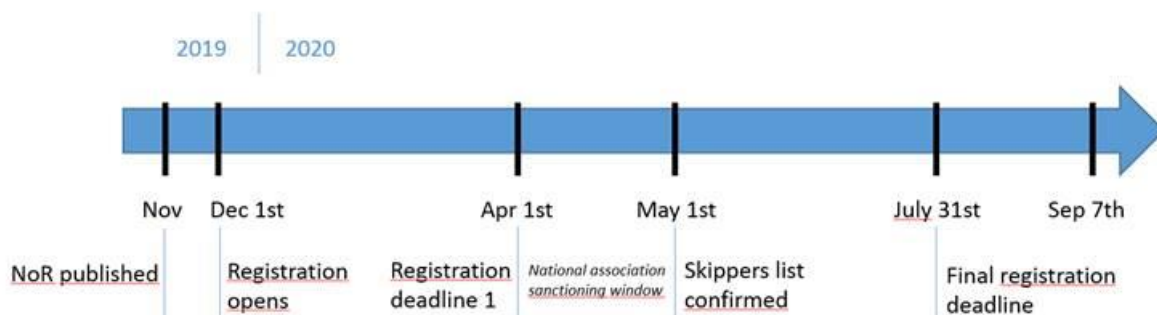 2019 2020
Nov Dec 1st Apr 1st May 1st July 31st Sep 7th
NoR published
Registration
opens
Registration
deadline 1
National association
sanctioning window
Skippers list
confirmed
Final registration
deadline